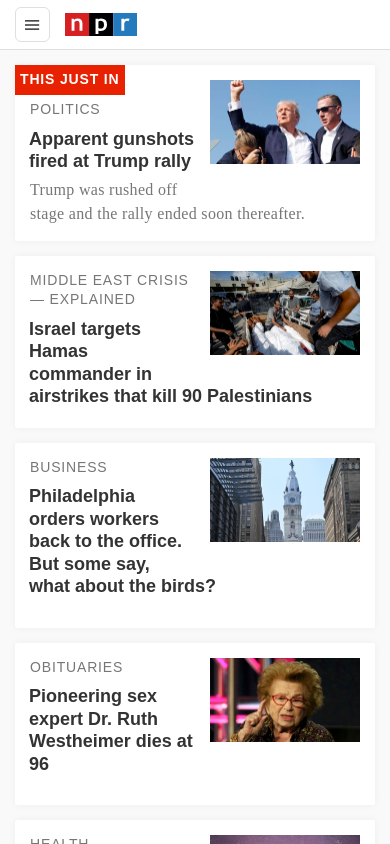 npr
THIS JUST IN
POLITICS
Apparent gunshots
fired at Trump rally
Trump was rushed off
stage and the rally ended soon thereafter.
MIDDLE EAST CRISIS
— EXPLAINED
Israel targets
Hamas
commander in
airstrikes that kill 90 Palestinians
BUSINESS
Philadelphia
orders workers
back to the office.
But some say,
what about the birds?
OBITUARIES
Pioneering sex
expert Dr. Ruth
Westheimer dies at
96
HEALTH